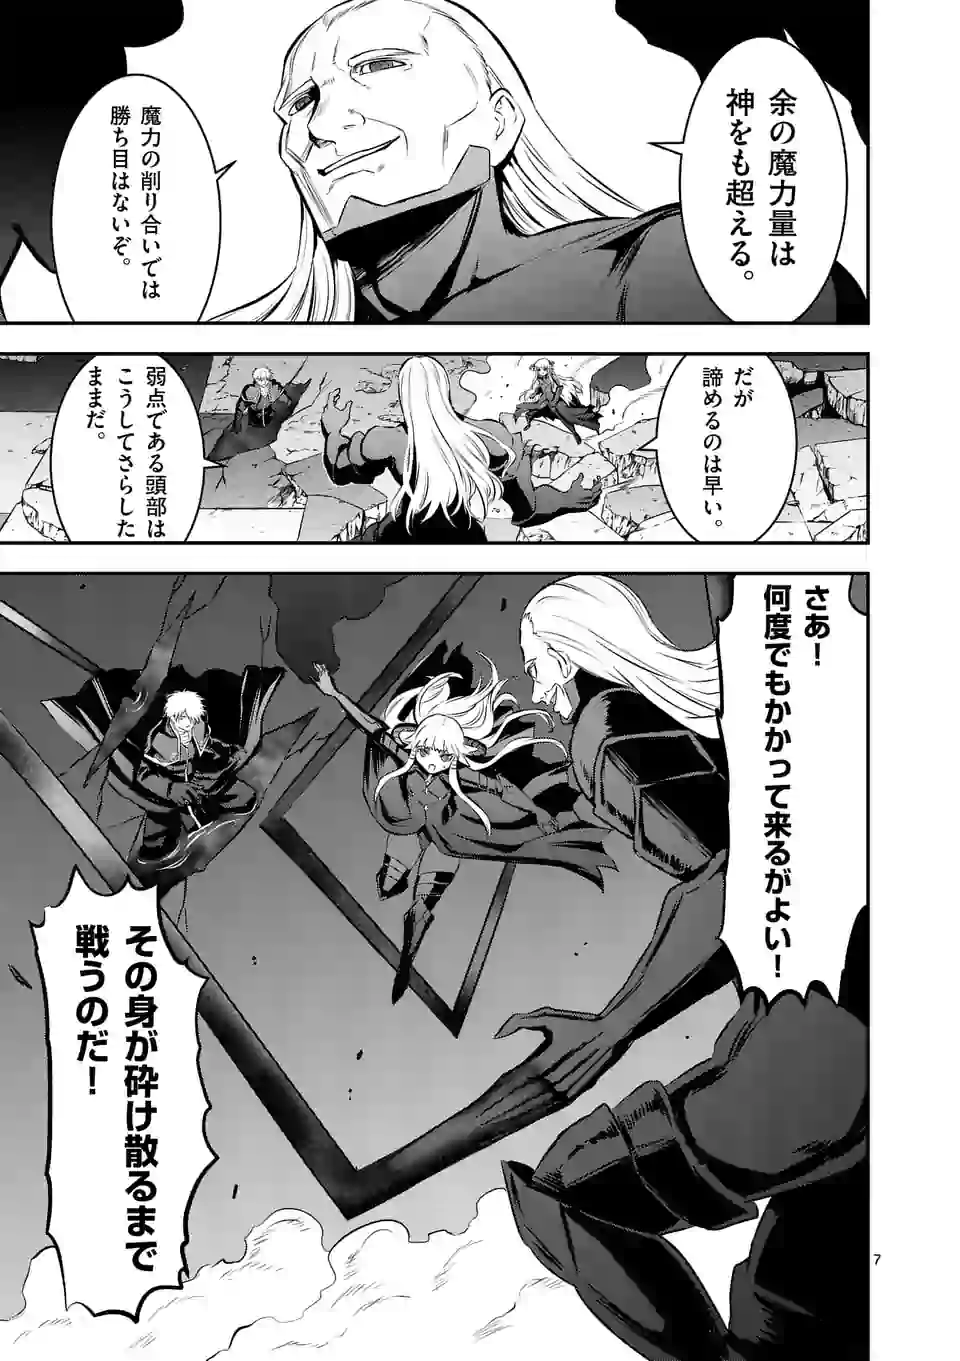 余の魔力量は
神をも超える。
魔力の削り合いでは
勝ち目はないぞ。
だが
諦めるのは早い。
弱点である頭部は
こうしてさらした
ままだ。
さあ！
何度でもかかって来るがよい！
その身が砕け散るまで
戦うのだ！
7